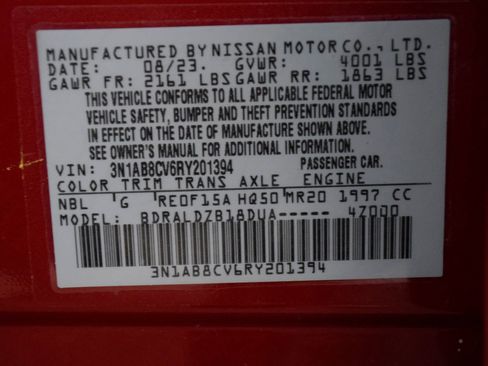 MANUFACTURED BY NISSAN MOTOR CO., LTD.
DATE: 08/23. GVWR: 4001 LBS
GAWR FR: 2161 LBS GAWR RR: 1863 LBS
THIS VEHICLE CONFORMS TO ALL APPLICABLE FEDERAL MOTOR
VEHICLE SAFETY, BUMPER AND THEFT PREVENTION STANDARDS
IN EFFECT ON THE DATE OF MANUFACTURE SHOWN ABOVE.
SEE OWNER'S MANUAL FOR ADDITIONAL INFORMATION.
VIN: 3N1AB8CV6RY201394 PASSENGER CAR.
COLOR TRIM TRANS AXLE ENGINE
NBL G RE0F15A HQ50 MR20 1997 CC
MODEL: BDRALDZB18DUA----- 4Z000
3N1AB8CV6RY201394